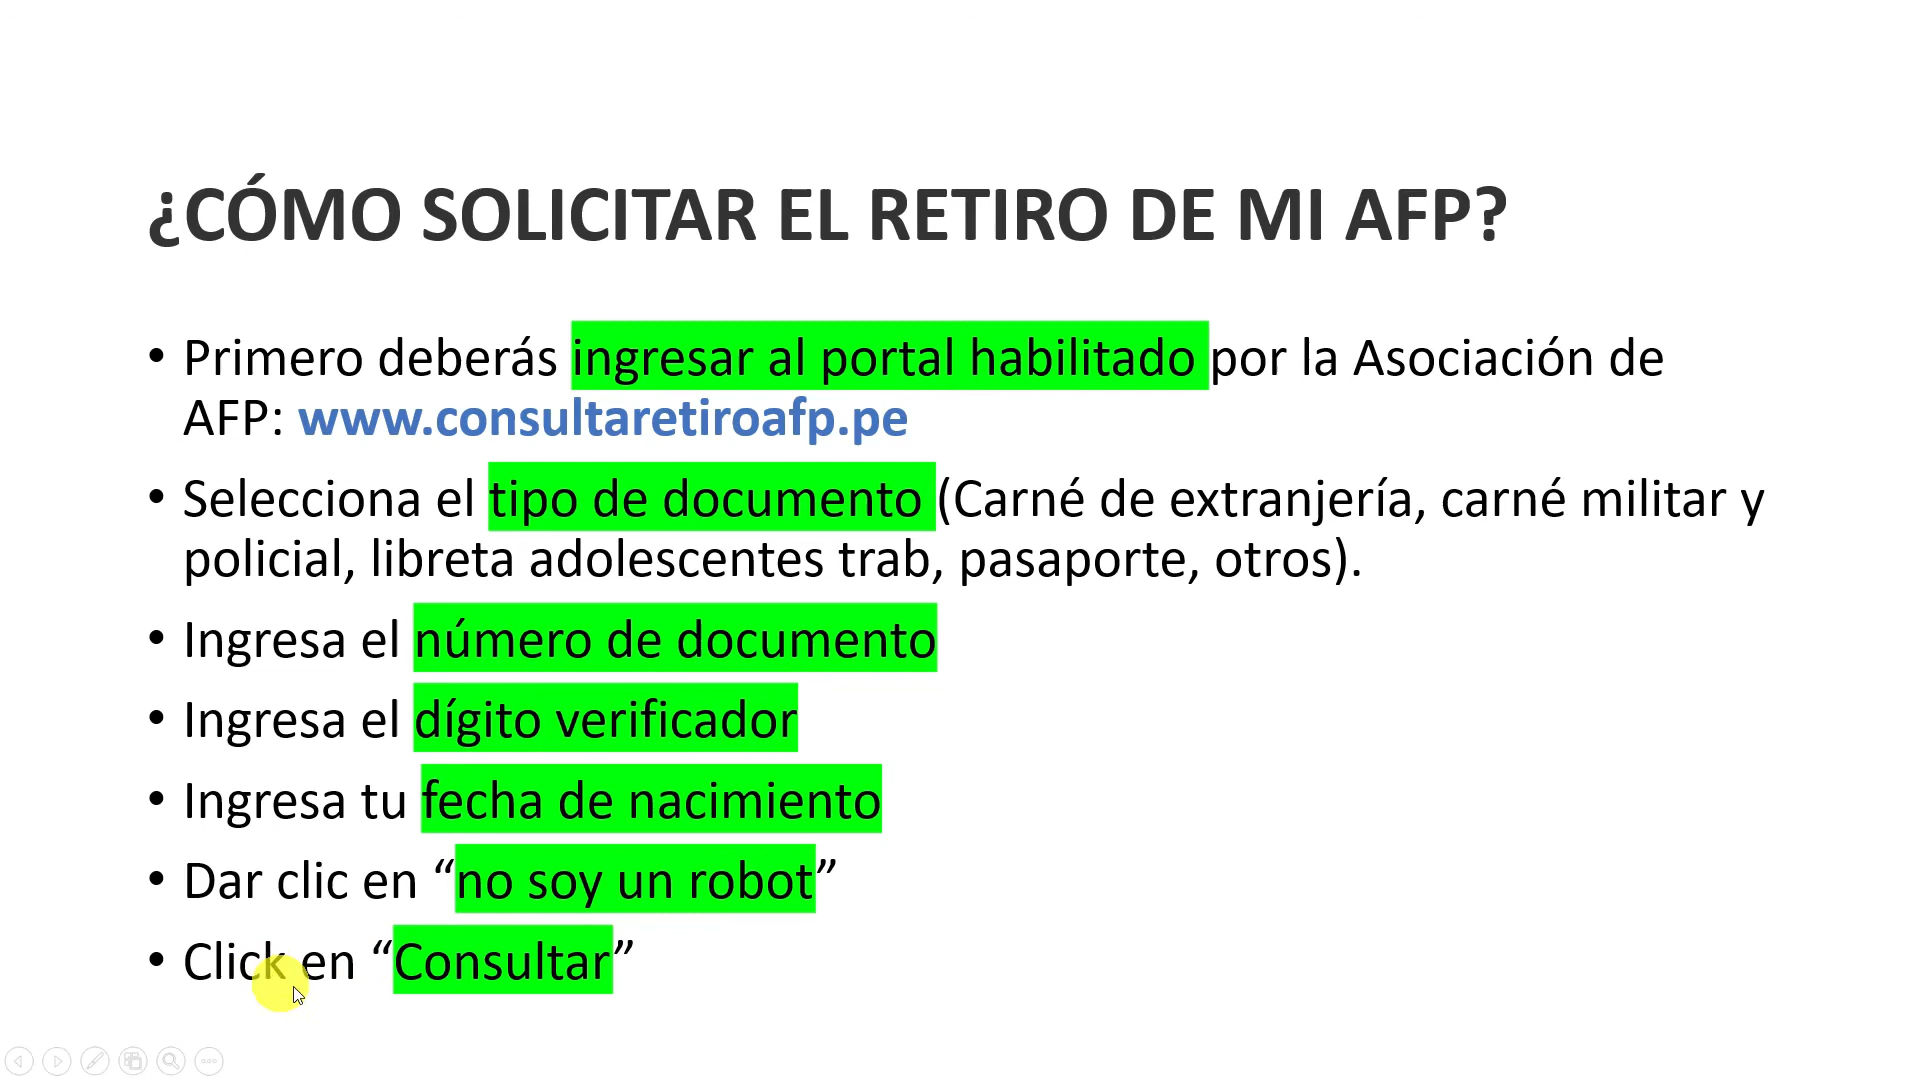 ¿CÓMO SOLICITAR EL RETIRO DE MI AFP?
• Primero deberás ingresar al portal habilitado por la Asociación de
AFP: www.consultaretiroafp.pe
• Selecciona el tipo de documento (Carné de extranjería, carné militar y
policial, libreta adolescentes trab, pasaporte, otros).
• Ingresa el número de documento
• Ingresa el dígito verificador
• Ingresa tu fecha de nacimiento
• Dar clic en “no soy un robot”
• Click en “Consultar”